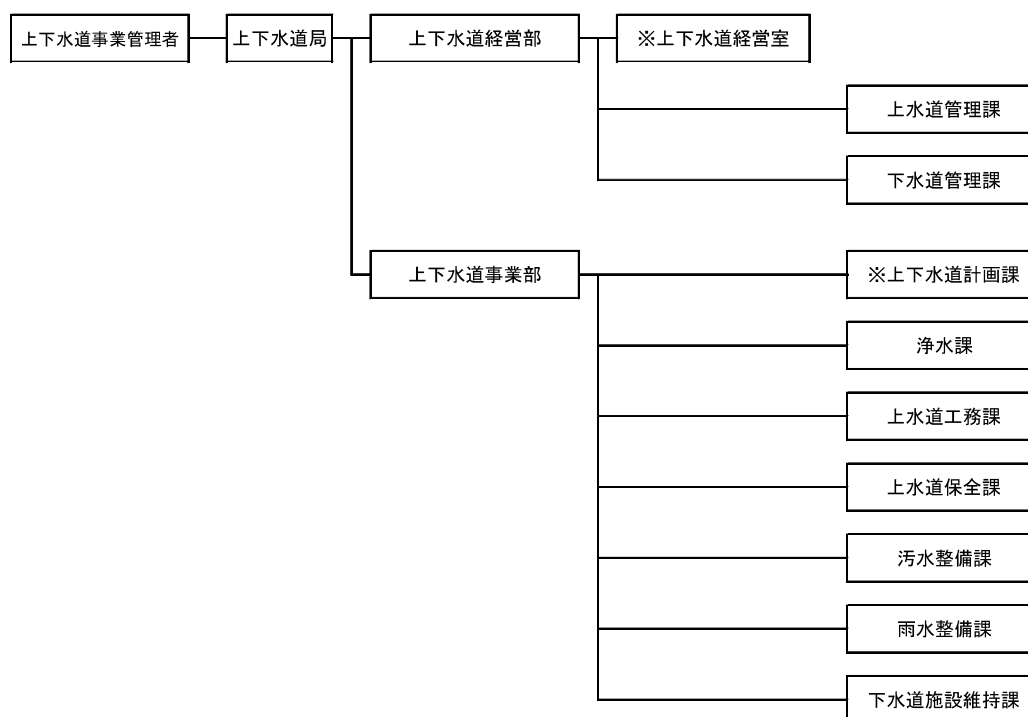 上下水道事業管理者
上下水道局
上下水道経営部
※上下水道経営室
上水道管理課
下水道管理課
上下水道事業部
※上下水道計画課
浄水課
上水道工務課
上水道保全課
汚水整備課
雨水整備課
下水道施設維持課